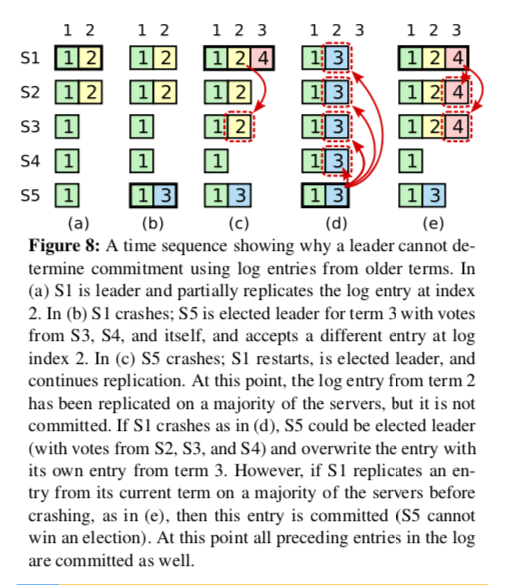 1 2 1 2 1 2 3 1 2 3 1 2 3
S1 1 2 1 2 1 2 4 1 3 1 2 4
S2 1 2 1 2 1 2 1 3 1 2 4
S3 1 1 1 2 1 3 1 2 4
S4 1 1 1 1 3 1
S5 1 1 3 1 3 1 3 1 3
(a) (b) (c) (d) (e)
Figure 8: A time sequence showing why a leader cannot de-
termine commitment using log entries from older terms. In
(a) S1 is leader and partially replicates the log entry at index
2. In (b) S1 crashes; S5 is elected leader for term 3 with votes
from S3, S4, and itself, and accepts a different entry at log
index 2. In (c) S5 crashes; S1 restarts, is elected leader, and
continues replication. At this point, the log entry from term 2
has been replicated on a majority of the servers, but it is not
committed. If S1 crashes as in (d), S5 could be elected leader
(with votes from S2, S3, and S4) and overwrite the entry with
its own entry from term 3. However, if S1 replicates an en-
try from its current term on a majority of the servers before
crashing, as in (e), then this entry is committed (S5 cannot
win an election). At this point all preceding entries in the log
are committed as well.